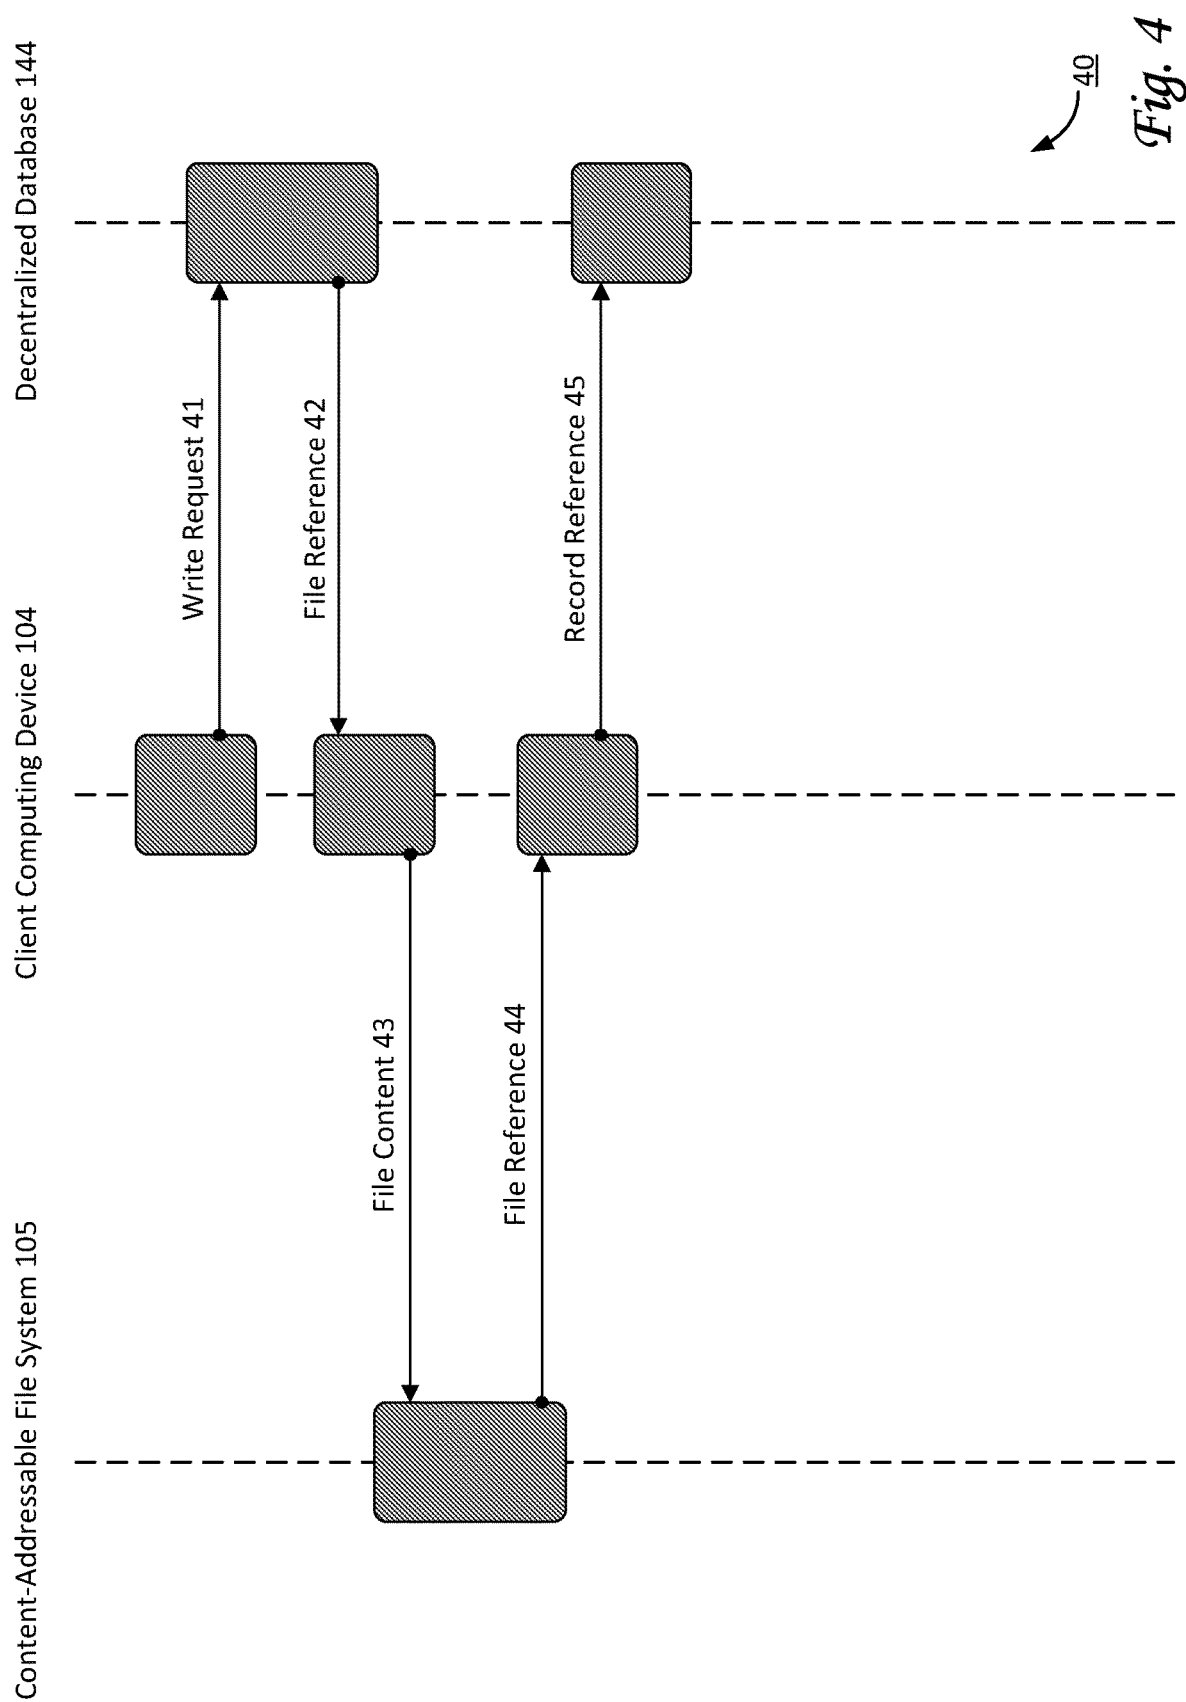 Content-Addressable File System 105
Client Computing Device 104
Decentralized Database 144
Write Request 41
File Reference 42
File Content 43
File Reference 44
Record Reference 45
40
Fig. 4